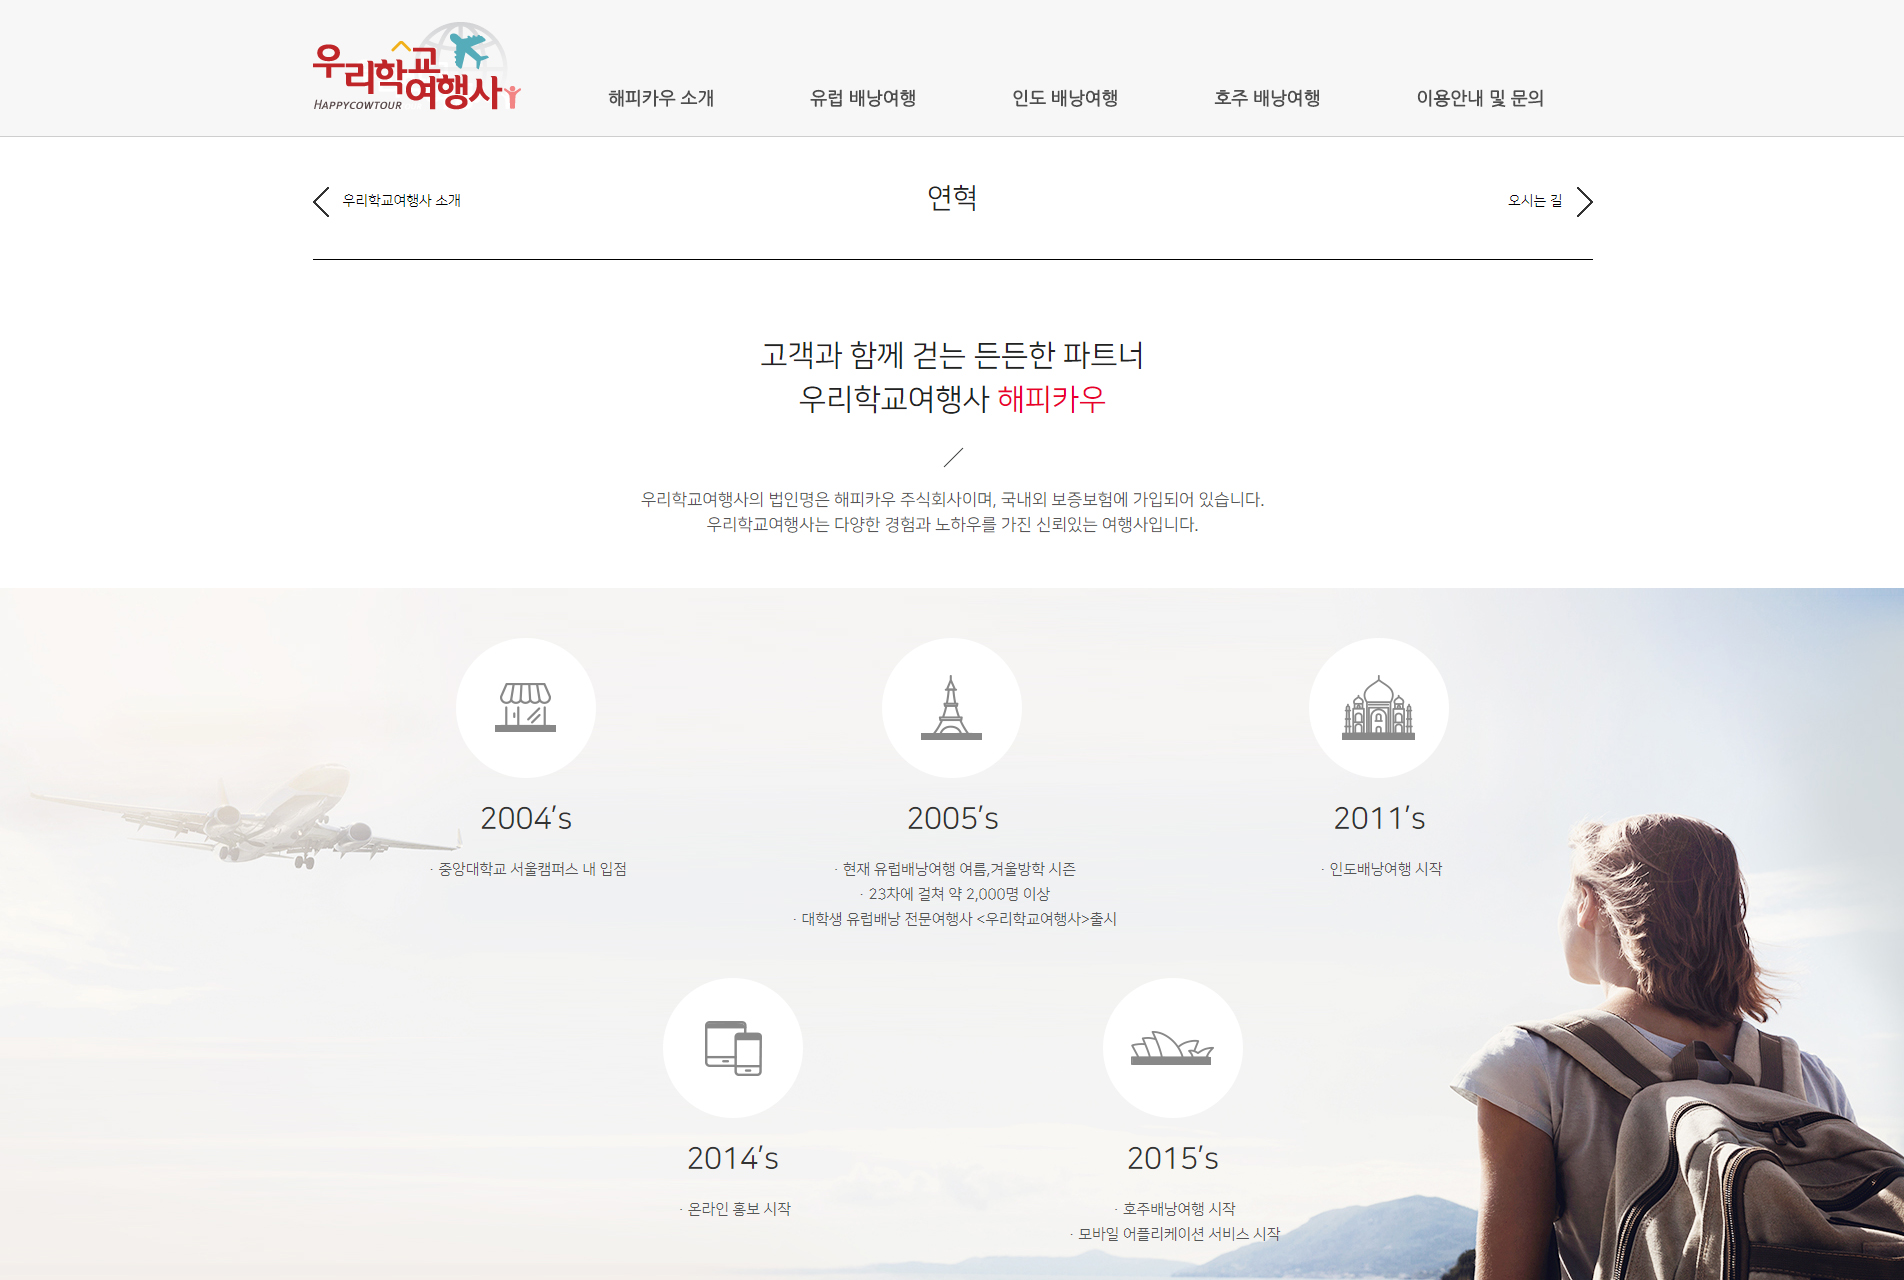 우리학교
여행사
HAPPYCOWTOUR
해피카우 소개
유럽 배낭여행
인도 배낭여행
호주 배낭여행
이용안내 및 문의
우리학교여행사 소개
연혁
오시는 길
고객과 함께 걷는 든든한 파트너
우리학교여행사 해피카우
우리학교여행사의 법인명은 해피카우 주식회사이며, 국내외 보증보험에 가입되어 있습니다.
우리학교여행사는 다양한 경험과 노하우를 가진 신뢰있는 여행사입니다.
2004's
· 중앙대학교 서울캠퍼스 내 입점
2005's
· 현재 유럽배낭여행 여름,겨울방학 시즌
· 23차에 걸쳐 약 2,000명 이상
· 대학생 유럽배낭 전문여행사 <우리학교여행사>출시
2011's
· 인도배낭여행 시작
2014's
· 온라인 홍보 시작
2015's
· 호주배낭여행 시작
· 모바일 어플리케이션 서비스 시작